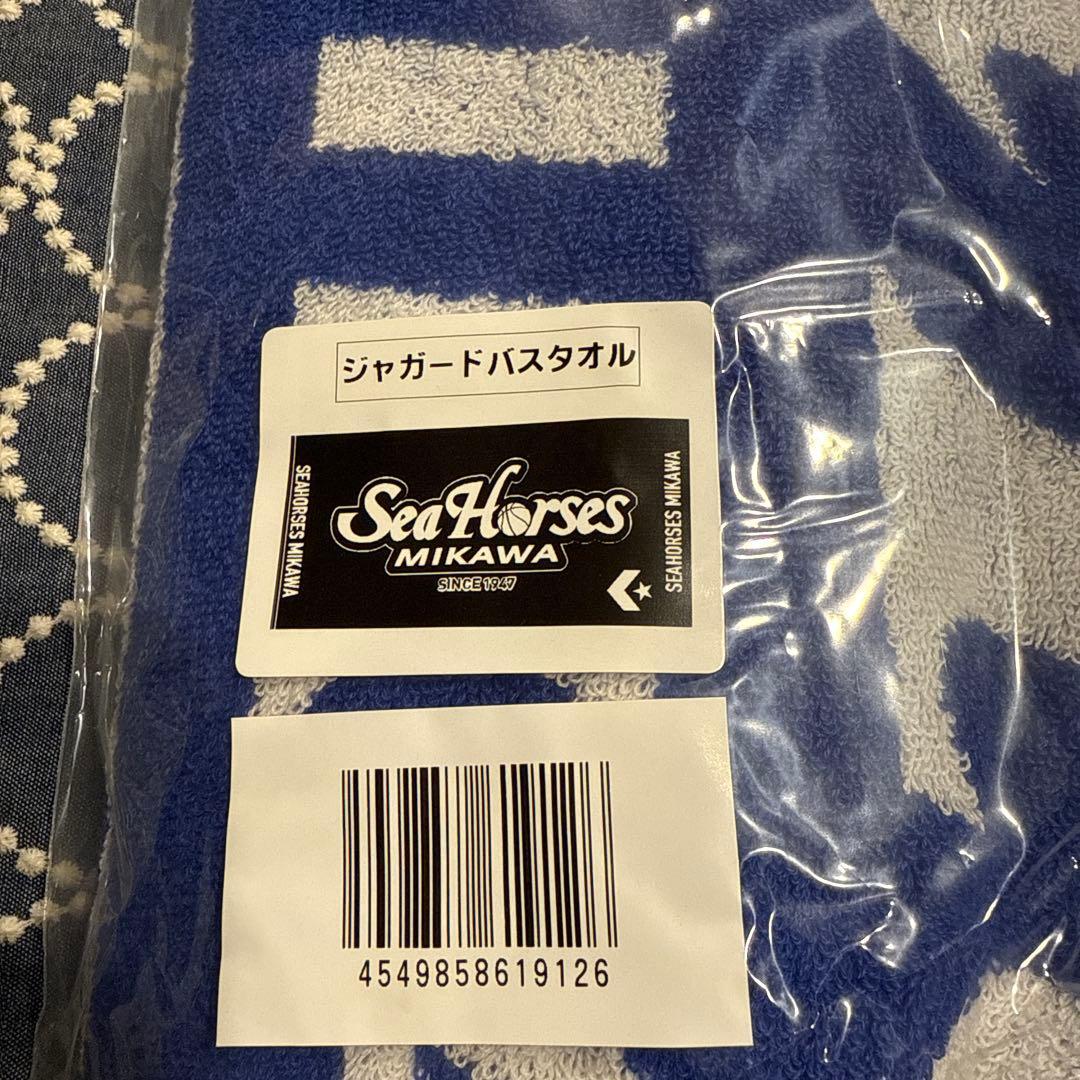 ジャガードバスタオル
SEAHORSES MIKAWA
SeaHorses
MIKAWA
SINCE 1947
SEAHORSES MIKAWA
4549858619126